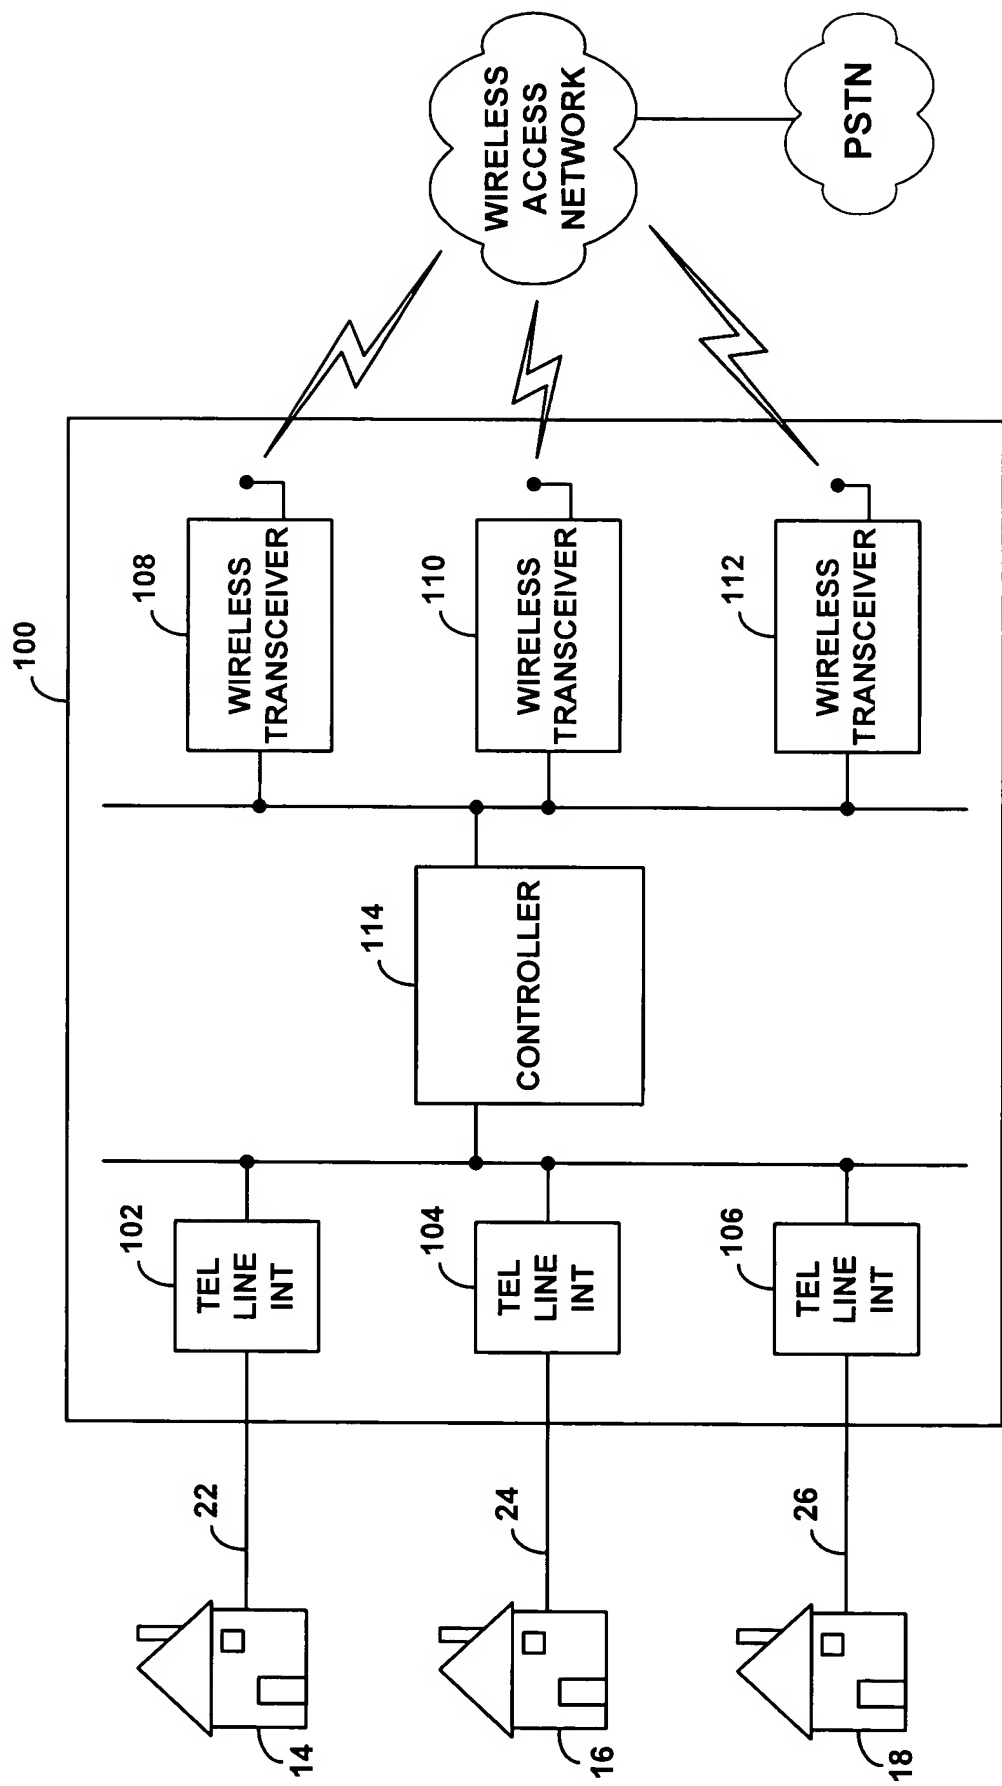 100
14
22
102
TEL
LINE
INT
108
WIRELESS
TRANSCEIVER
114
CONTROLLER
16
24
104
TEL
LINE
INT
110
WIRELESS
TRANSCEIVER
WIRELESS
ACCESS
NETWORK
18
26
106
TEL
LINE
INT
112
WIRELESS
TRANSCEIVER
PSTN